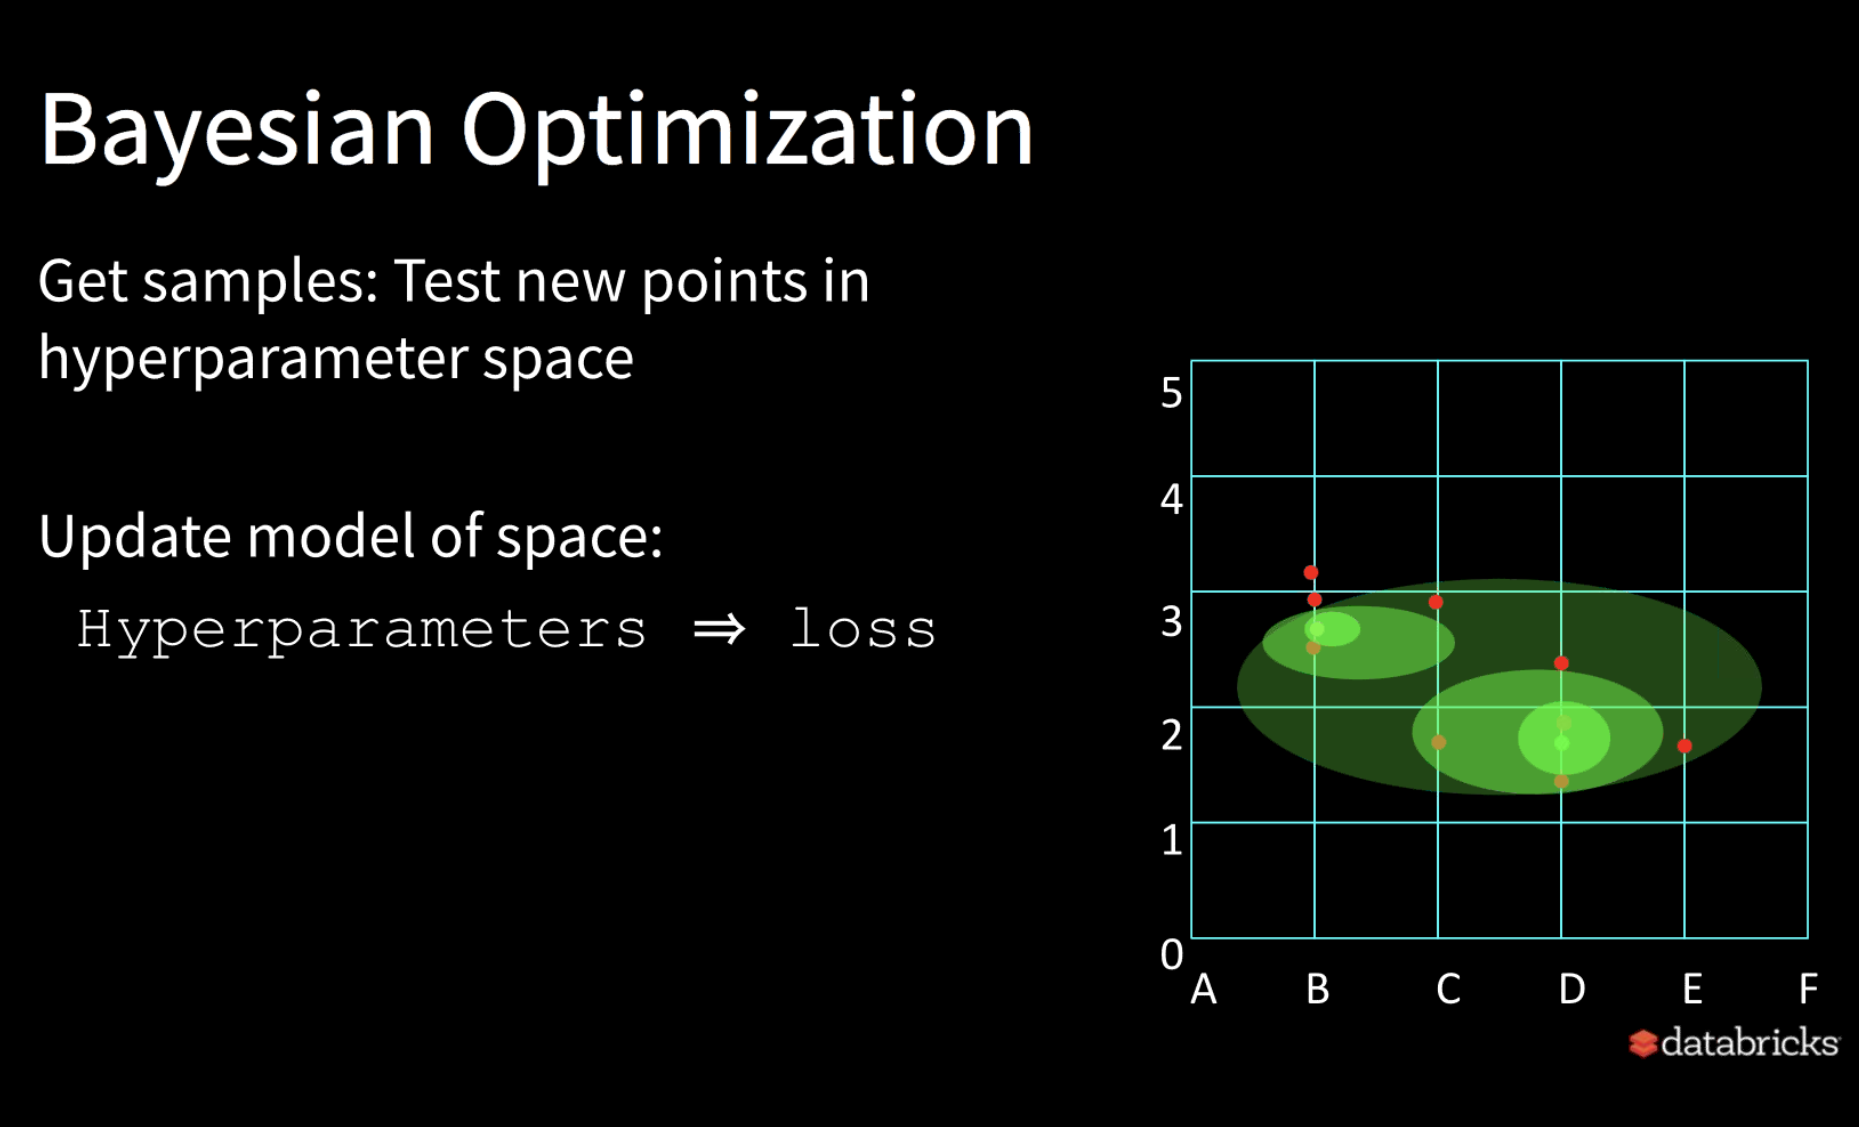 Bayesian Optimization
Get samples: Test new points in
hyperparameter space
Update model of space:
Hyperparameters ⇒ loss
5
4
3
2
1
0
A B C D E F
databricks